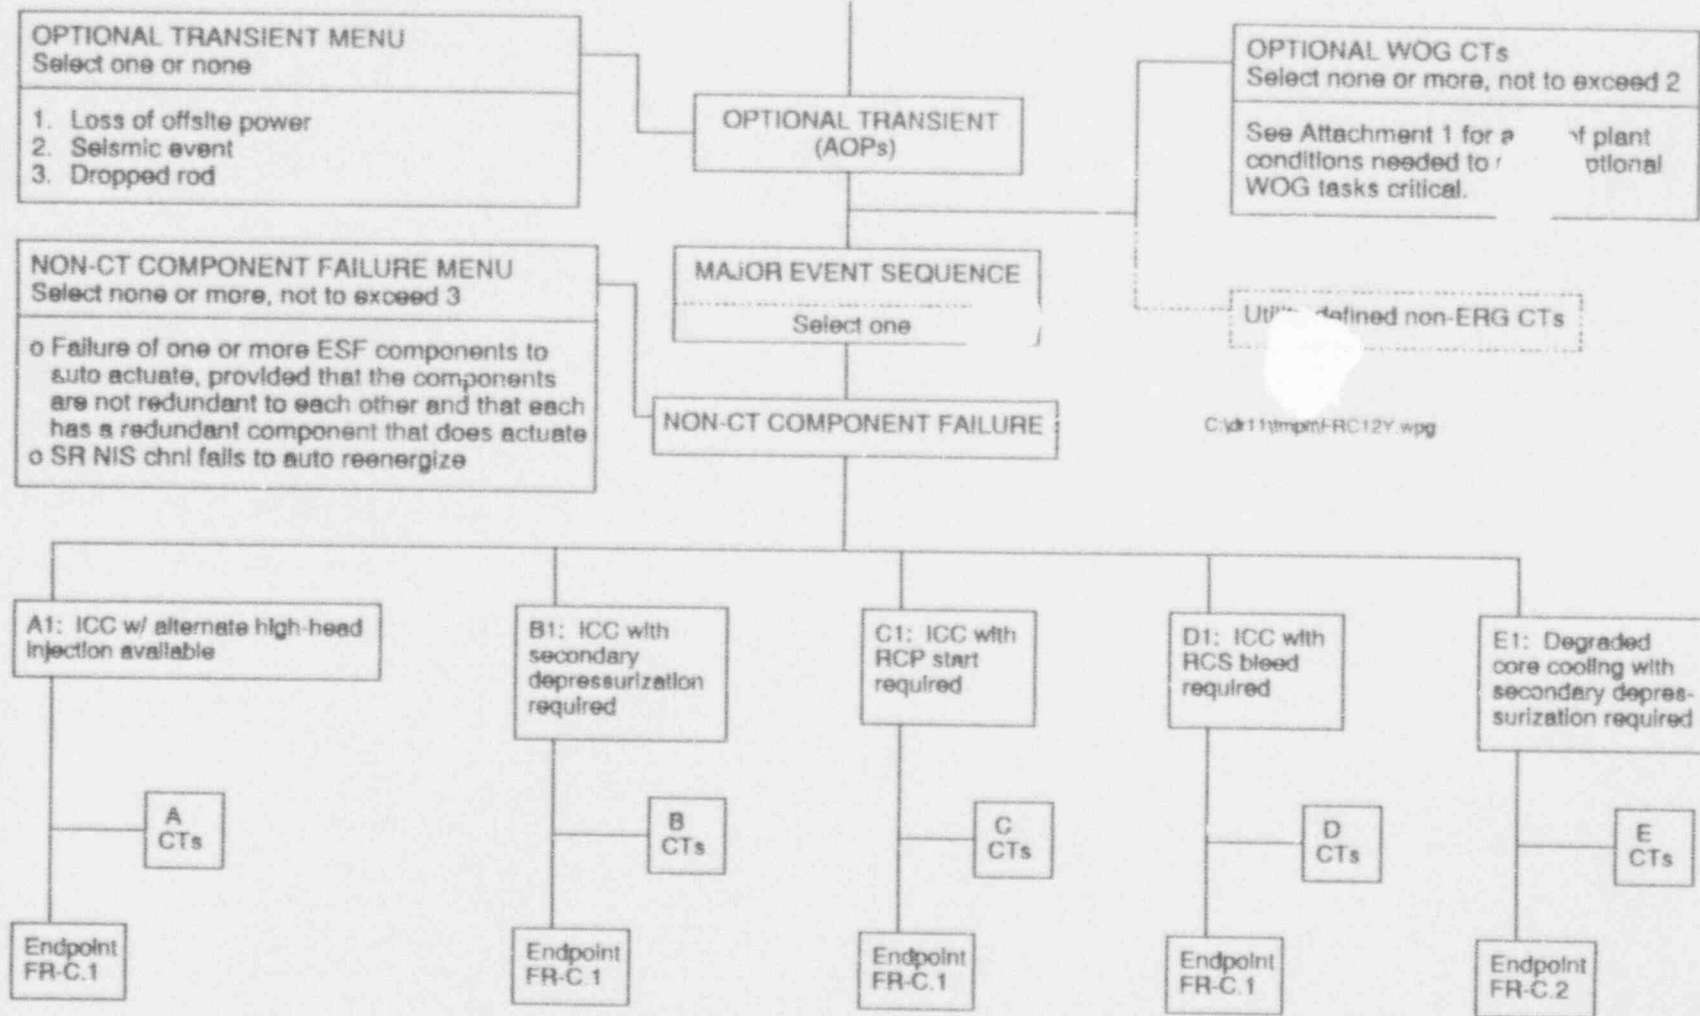 OPTIONAL TRANSIENT MENU
Select one or none
1. Loss of offsite power
2. Seismic event
3. Dropped rod
OPTIONAL TRANSIENT
(AOPs)
OPTIONAL WOG CTs
Select none or more, not to exceed 2
See Attachment 1 for a of plant
conditions needed to optional
WOG tasks critical.
NON-CT COMPONENT FAILURE MENU
Select none or more, not to exceed 3
o Failure of one or more ESF components to
auto actuate, provided that the components
are not redundant to each other and that each
has a redundant component that does actuate
o SR NIS chnl fails to auto reenergize
MAJOR EVENT SEQUENCE
Select one
Utility defined non-ERG CTs
NON-CT COMPONENT FAILURE
A1: ICC w/ alternate high-head
injection available
B1: ICC with
secondary
depressurization
required
C1: ICC with
RCP start
required
D1: ICC with
RCS bleed
required
E1: Degraded
core cooling with
secondary depres-
surization required
A
CTs
B
CTs
C
CTs
D
CTs
E
CTs
Endpoint
FR-C.1
Endpoint
FR-C.1
Endpoint
FR-C.1
Endpoint
FR-C.1
Endpoint
FR-C.2